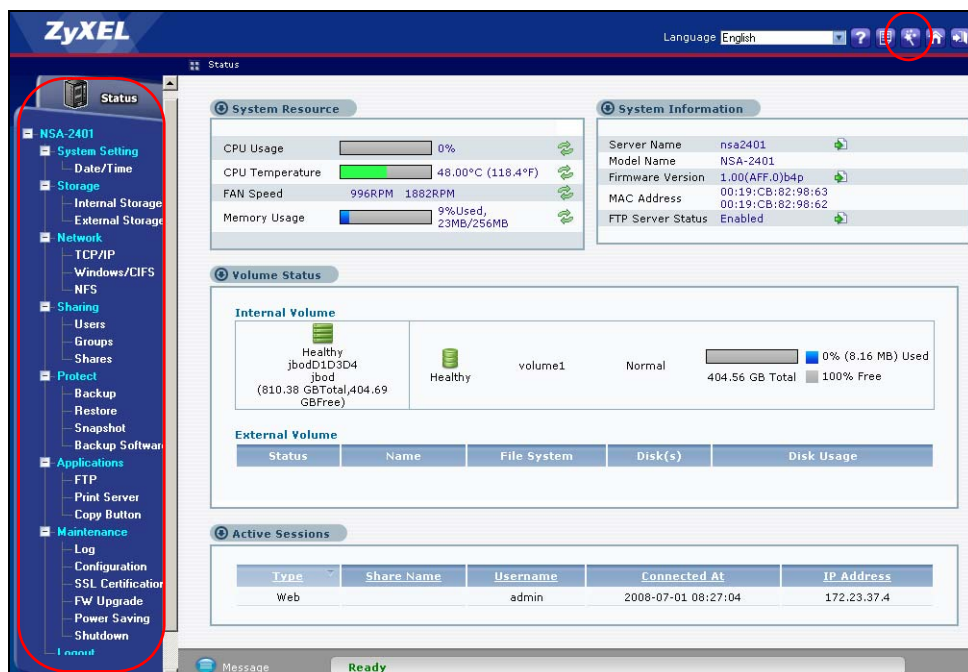 ZyXEL
Language English
Status
Status
NSA-2401
System Setting
Date/Time
Storage
Internal Storage
External Storage
Network
TCP/IP
Windows/CIFS
NFS
Sharing
Users
Groups
Shares
Protect
Backup
Restore
Snapshot
Backup Softwar
Applications
FTP
Print Server
Copy Button
Maintenance
Log
Configuration
SSL Certification
FW Upgrade
Power Saving
Shutdown
Logout
System Resource
CPU Usage 0%
CPU Temperature 48.00°C (118.4°F)
FAN Speed 996RPM 1882RPM
Memory Usage 9%Used,
23MB/256MB
System Information
Server Name nsa2401
Model Name NSA-2401
Firmware Version 1.00(AFF.0)b4p
MAC Address 00:19:CB:82:98:63
00:19:CB:82:98:62
FTP Server Status Enabled
Volume Status
Internal Volume
Healthy
jbodD1D3D4
jbod
(810.38 GBTotal,404.69
GBFree)
Healthy volume1 Normal
0% (8.16 MB) Used
404.56 GB Total 100% Free
External Volume
Status Name File System Disk(s) Disk Usage
Active Sessions
Type Share Name Username Connected At IP Address
Web admin 2008-07-01 08:27:04 172.23.37.4
Message Ready